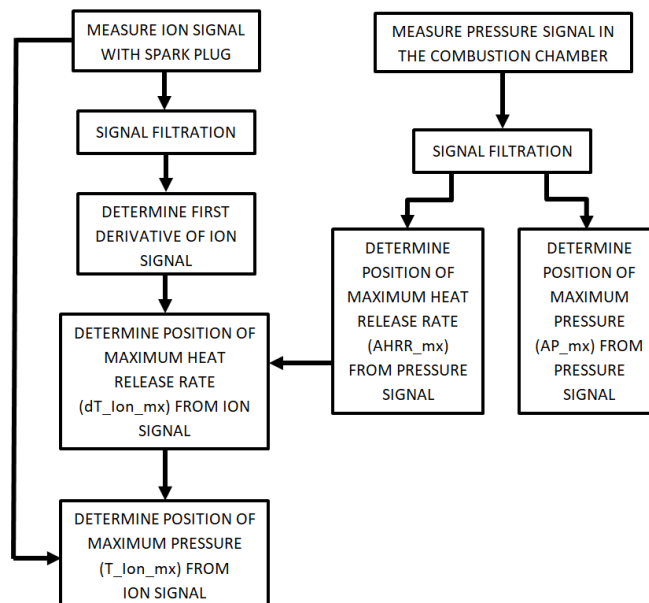 MEASURE ION SIGNAL
WITH SPARK PLUG
MEASURE PRESSURE SIGNAL IN
THE COMBUSTION CHAMBER
SIGNAL FILTRATION
SIGNAL FILTRATION
DETERMINE FIRST
DERIVATIVE OF ION
SIGNAL
DETERMINE
POSITION OF
MAXIMUM HEAT
RELEASE RATE
(AHRR_mx)
FROM PRESSURE
SIGNAL
DETERMINE
POSITION OF
MAXIMUM
PRESSURE
(AP_mx) FROM
PRESSURE
SIGNAL
DETERMINE POSITION OF
MAXIMUM HEAT
RELEASE RATE
(dT_Ion_mx) FROM ION
SIGNAL
DETERMINE POSITION OF
MAXIMUM PRESSURE
(T_Ion_mx) FROM
ION SIGNAL